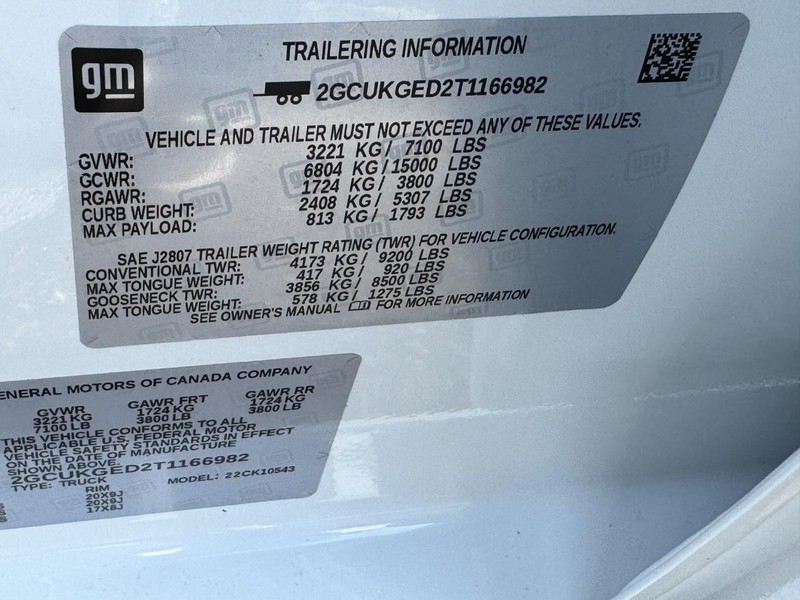 gm
TRAILERING INFORMATION
2GCUKGED2T1166982
VEHICLE AND TRAILER MUST NOT EXCEED ANY OF THESE VALUES.
GVWR: 3221 KG/ 7100 LBS
GCWR: 6804 KG/15000 LBS
RGAWR: 1724 KG/ 3800 LBS
CURB WEIGHT: 2408 KG/ 5307 LBS
MAX PAYLOAD: 813 KG/ 1793 LBS
SAE J2807 TRAILER WEIGHT RATING (TWR) FOR VEHICLE CONFIGURATION.
CONVENTIONAL TWR: 4173 KG/ 9200 LBS
MAX TONGUE WEIGHT: 417 KG/ 920 LBS
GOOSENECK TWR: 3856 KG/ 8500 LBS
MAX TONGUE WEIGHT: 578 KG/ 1275 LBS
SEE OWNER'S MANUAL FOR MORE INFORMATION
ENERAL MOTORS OF CANADA COMPANY
GVWR GAWR FRT GAWR RR
3221 KG 1724 KG 1724 KG
7100 LB 3800 LB 3800 LB
THIS VEHICLE CONFORMS TO ALL
APPLICABLE U.S. FEDERAL MOTOR
VEHICLE SAFETY STANDARDS IN EFFECT
ON THE DATE OF MANUFACTURE
SHOWN ABOVE.
2GCUKGED2T1166982
TYPE: TRUCK MODEL: 22CK10543
RIM
20X9J
20X9J
17X8J